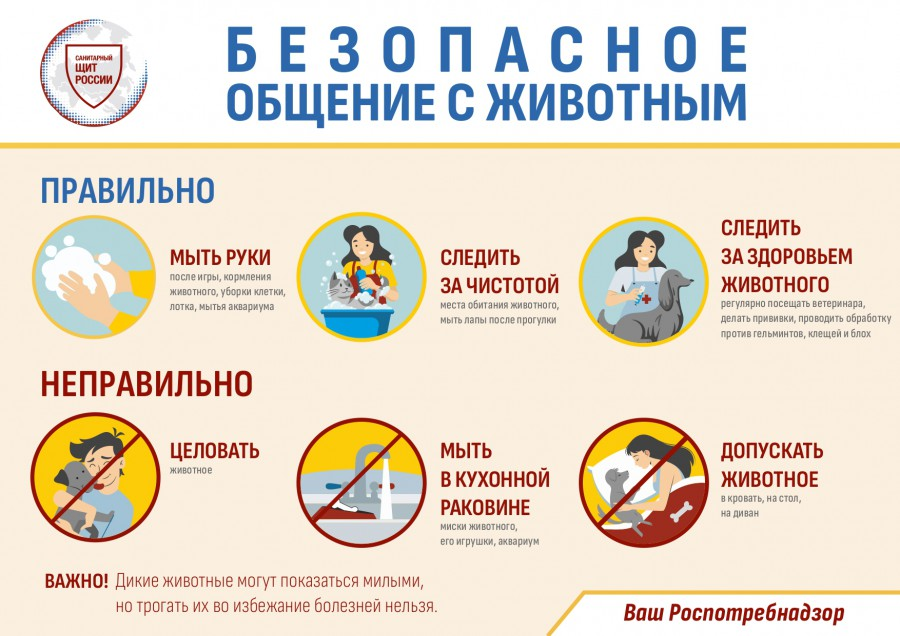 САНИТАРНЫЙ
ЩИТ
РОССИИ
БЕЗОПАСНОЕ
ОБЩЕНИЕ С ЖИВОТНЫМ
ПРАВИЛЬНО
МЫТЬ РУКИ
после игры, кормления
животного, уборки клетки,
лотка, мытья аквариума
СЛЕДИТЬ
ЗА ЧИСТОТОЙ
места обитания животного,
мыть лапы после прогулки
СЛЕДИТЬ
ЗА ЗДОРОВЬЕМ
ЖИВОТНОГО
регулярно посещать ветеринара,
делать прививки, проводить обработку
против гельминтов, клещей и блох
НЕПРАВИЛЬНО
ЦЕЛОВАТЬ
животное
МЫТЬ
В КУХОННОЙ
РАКОВИНЕ
миски животного,
его игрушки, аквариум
ДОПУСКАТЬ
ЖИВОТНОЕ
в кровать, на стол,
на диван
ВАЖНО! Дикие животные могут показаться милыми,
но трогать их во избежание болезней нельзя.
Ваш Роспотребнадзор